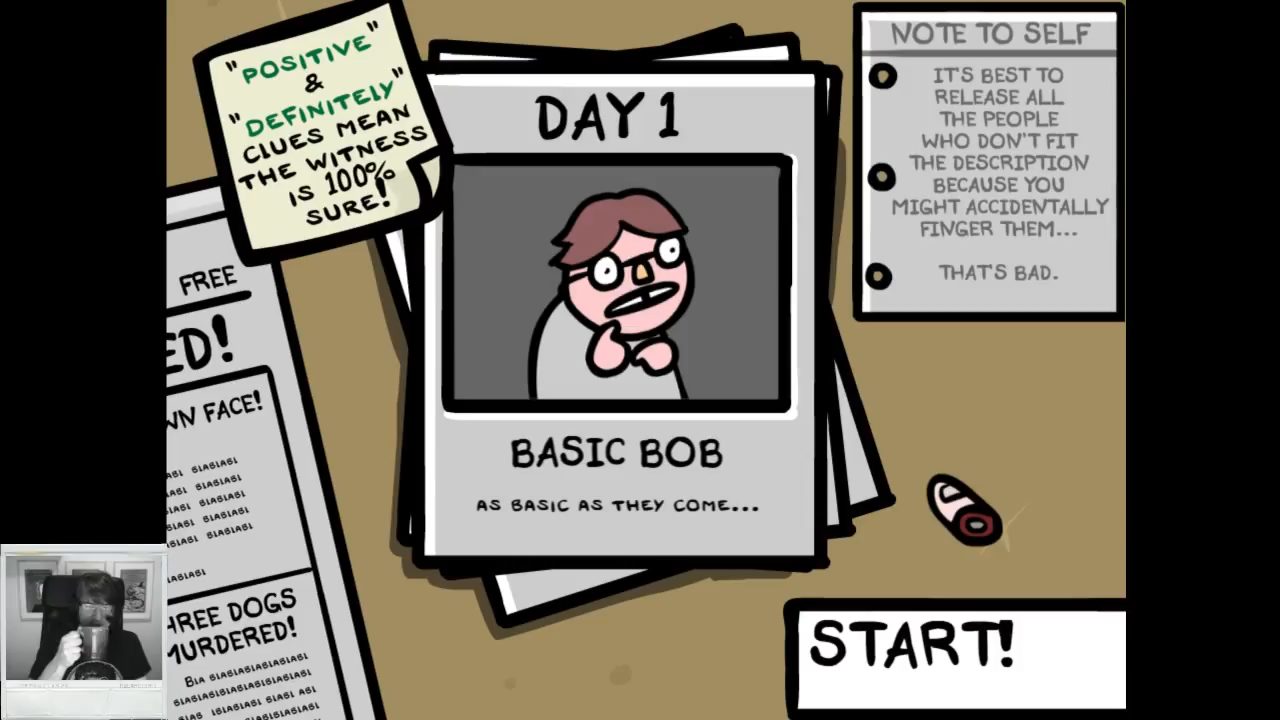 "POSITIVE"
&
"DEFINITELY"
CLUES MEAN
THE WITNESS
IS 100%
SURE!
DAY 1
BASIC BOB
AS BASIC AS THEY COME...
NOTE TO SELF
IT'S BEST TO
RELEASE ALL
THE PEOPLE
WHO DON'T FIT
THE DESCRIPTION
BECAUSE YOU
MIGHT ACCIDENTALLY
FINGER THEM...
THAT'S BAD.
FREE
ED!
WN FACE!
HREE DOGS
MURDERED!
START!